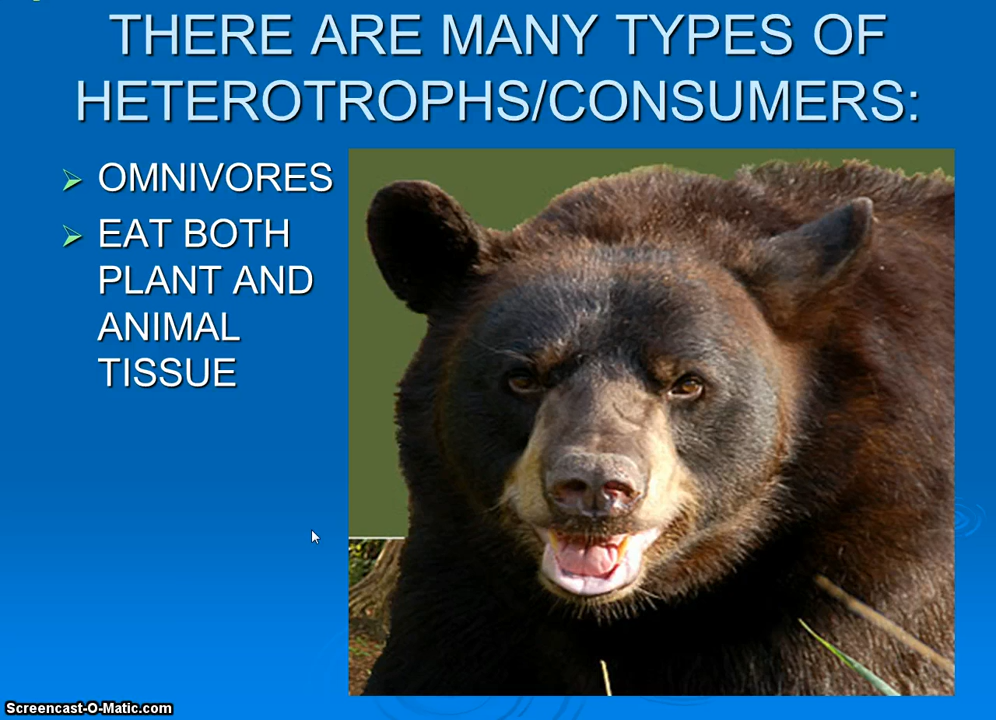 THERE ARE MANY TYPES OF
HETEROTROPHS/CONSUMERS:
OMNIVORES
EAT BOTH
PLANT AND
ANIMAL
TISSUE
Screencast-O-Matic.com